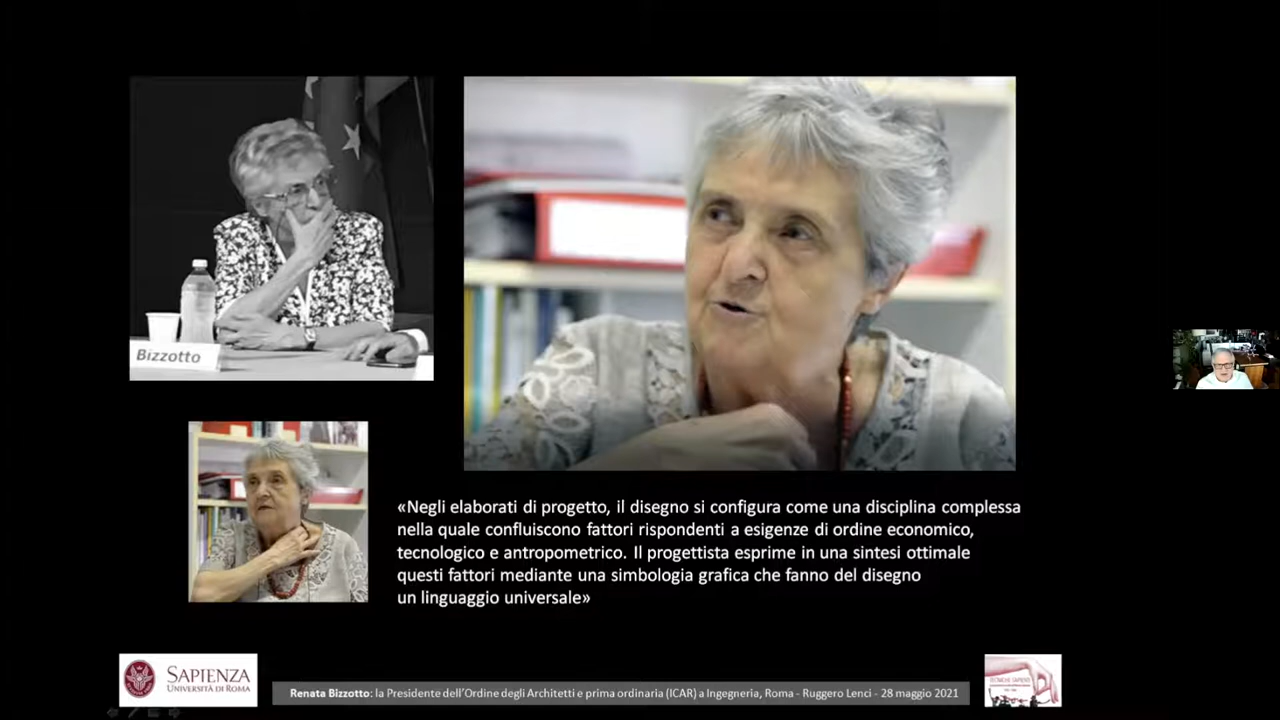 Bizzotto
«Negli elaborati di progetto, il disegno si configura come una disciplina complessa
nella quale confluiscono fattori rispondenti a esigenze di ordine economico,
tecnologico e antropometrico. Il progettista esprime in una sintesi ottimale
questi fattori mediante una simbologia grafica che fanno del disegno
un linguaggio universale»
SAPIENZA
UNIVERSITÀ DI ROMA
Renata Bizzotto: la Presidente dell'Ordine degli Architetti e prima ordinaria (ICAR) a Ingegneria, Roma - Ruggero Lenci - 28 maggio 2021
TECNICHE SAPIENTI